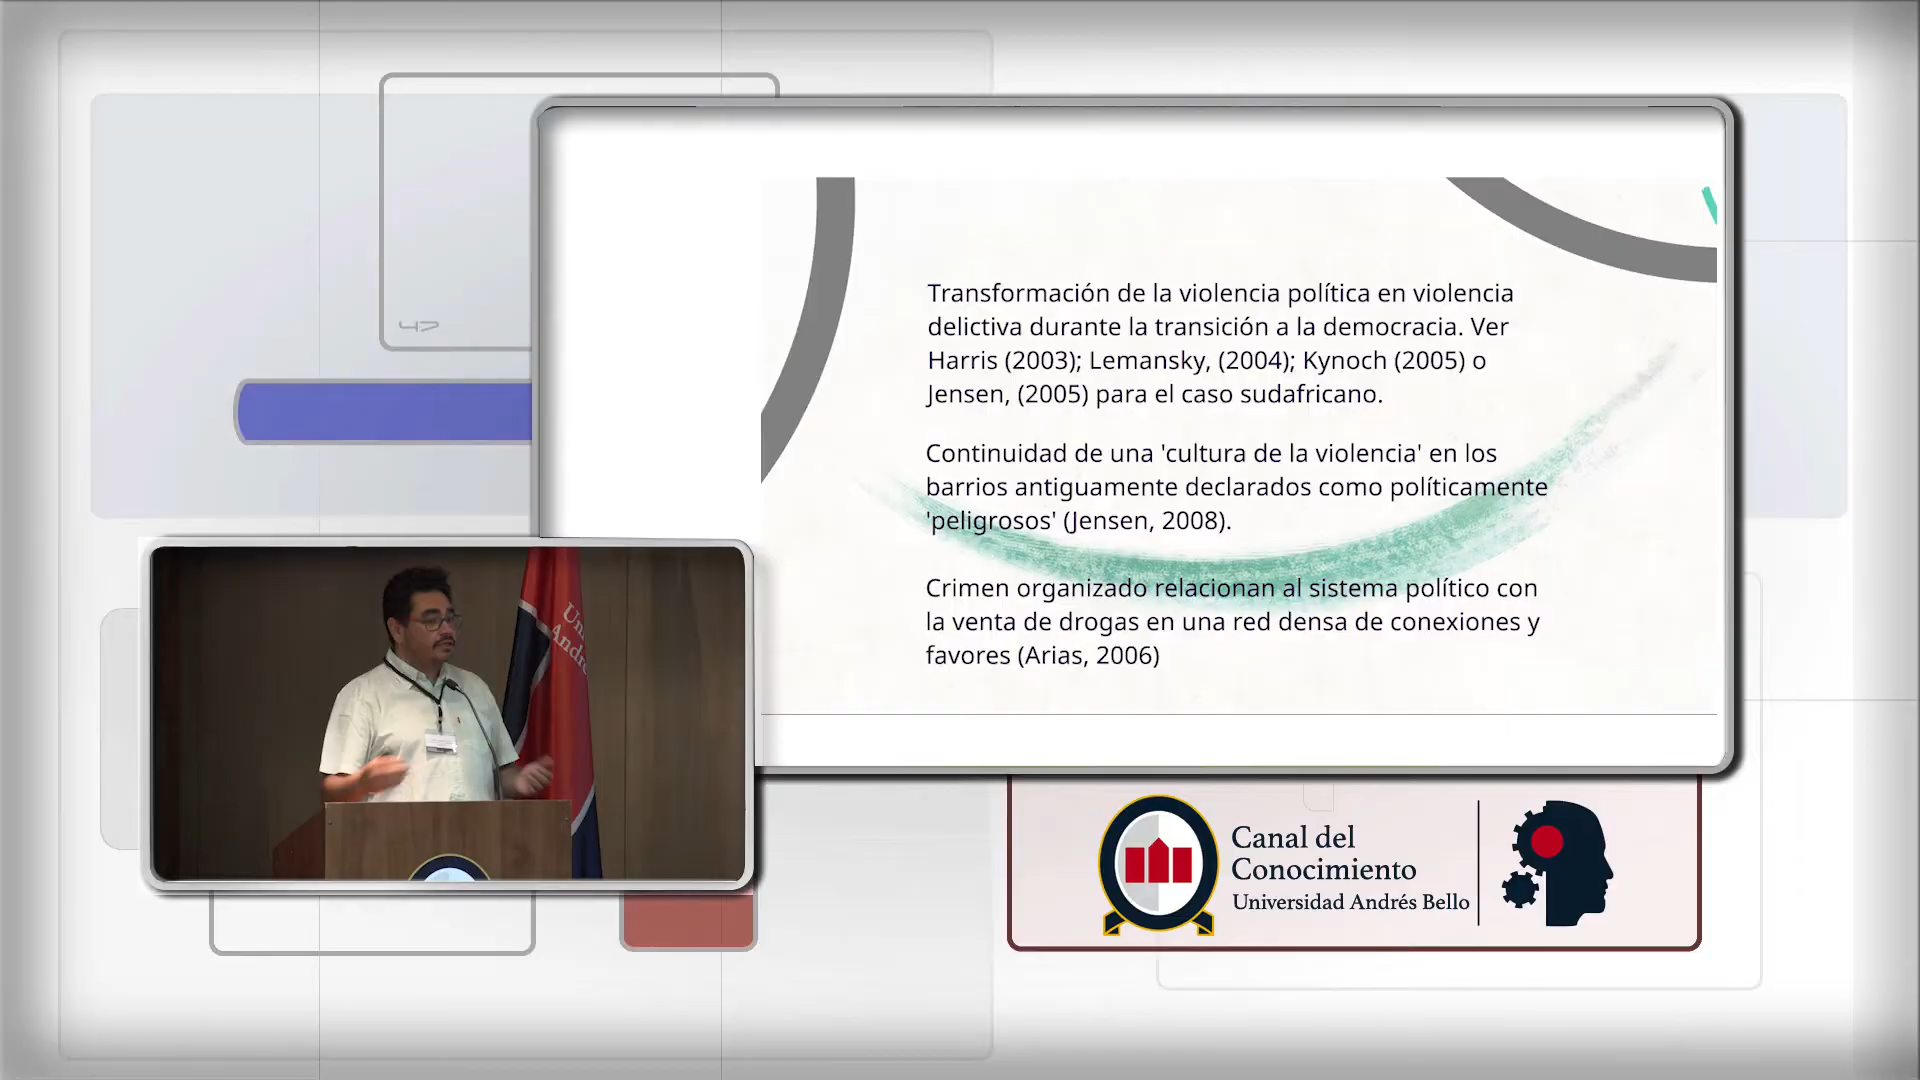 Transformación de la violencia política en violencia
delictiva durante la transición a la democracia. Ver
Harris (2003); Lemansky, (2004); Kynoch (2005) o
Jensen, (2005) para el caso sudafricano.
Continuidad de una 'cultura de la violencia' en los
barrios antiguamente declarados como políticamente
'peligrosos' (Jensen, 2008).
Crimen organizado relacionan al sistema político con
la venta de drogas en una red densa de conexiones y
favores (Arias, 2006)
Canal del
Conocimiento
Universidad Andrés Bello